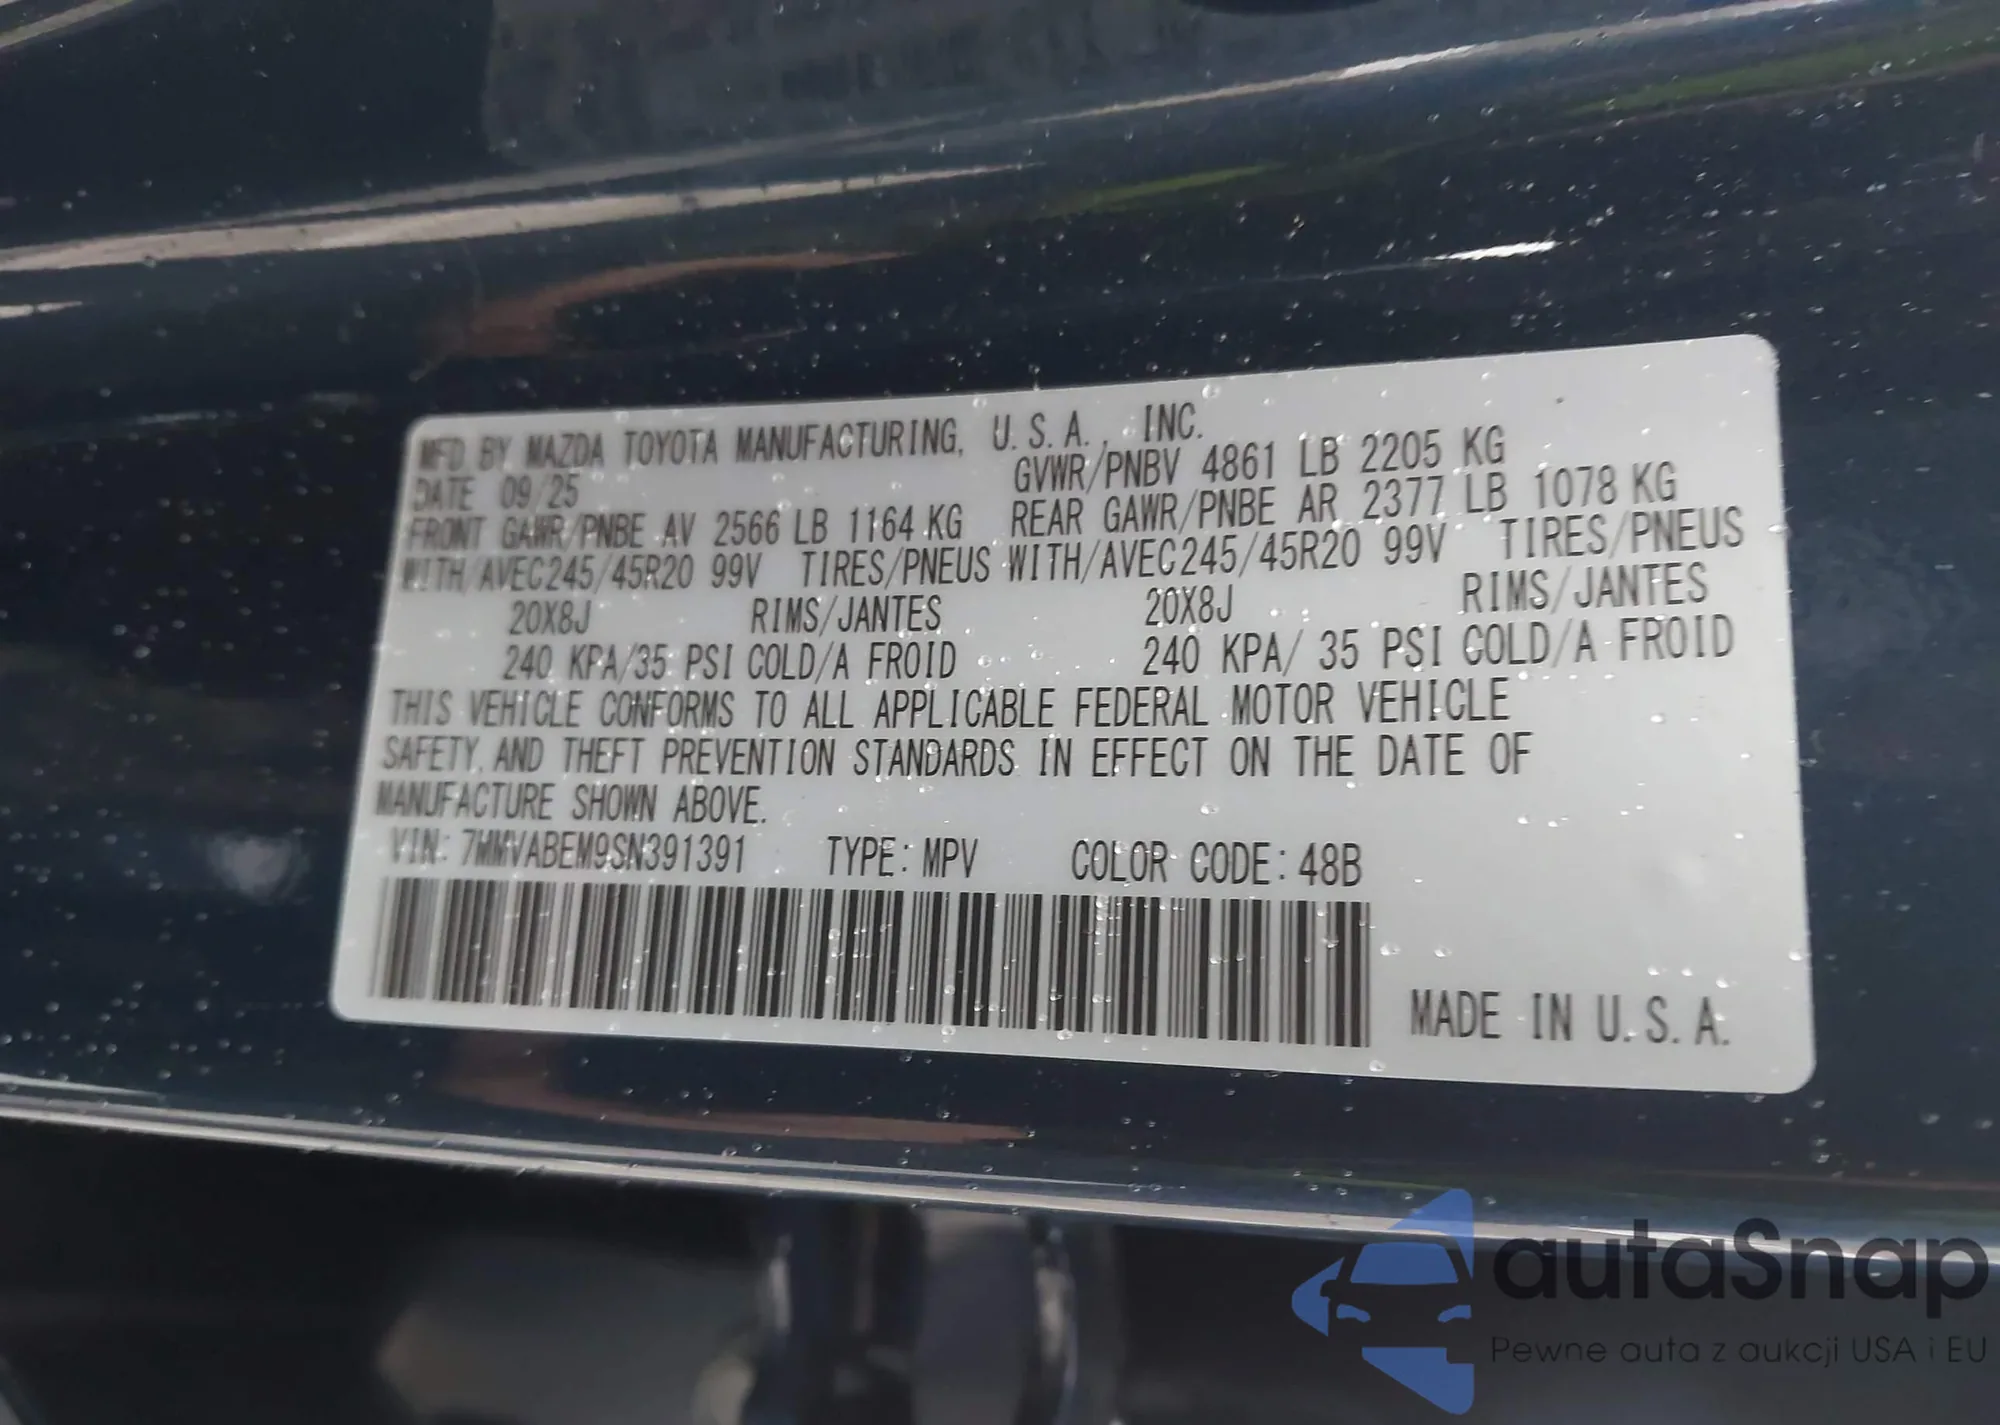 MFD BY MAZDA TOYOTA MANUFACTURING, U.S.A., INC.
DATE 09/25 GVWR/PNBV 4861 LB 2205 KG
FRONT GAWR/PNBE AV 2566 LB 1164 KG REAR GAWR/PNBE AR 2377 LB 1078 KG
WITH/AVEC245/45R20 99V TIRES/PNEUS WITH/AVEC245/45R20 99V TIRES/PNEUS
20X8J RIMS/JANTES 20X8J RIMS/JANTES
240 KPA/35 PSI COLD/A FROID 240 KPA/ 35 PSI COLD/A FROID
THIS VEHICLE CONFORMS TO ALL APPLICABLE FEDERAL MOTOR VEHICLE
SAFETY AND THEFT PREVENTION STANDARDS IN EFFECT ON THE DATE OF
MANUFACTURE SHOWN ABOVE.
VIN: 7MMVABEM9SN391391 TYPE: MPV COLOR CODE: 48B
MADE IN U.S.A.
autaSnap
Pewne auta z aukcji USA i EU